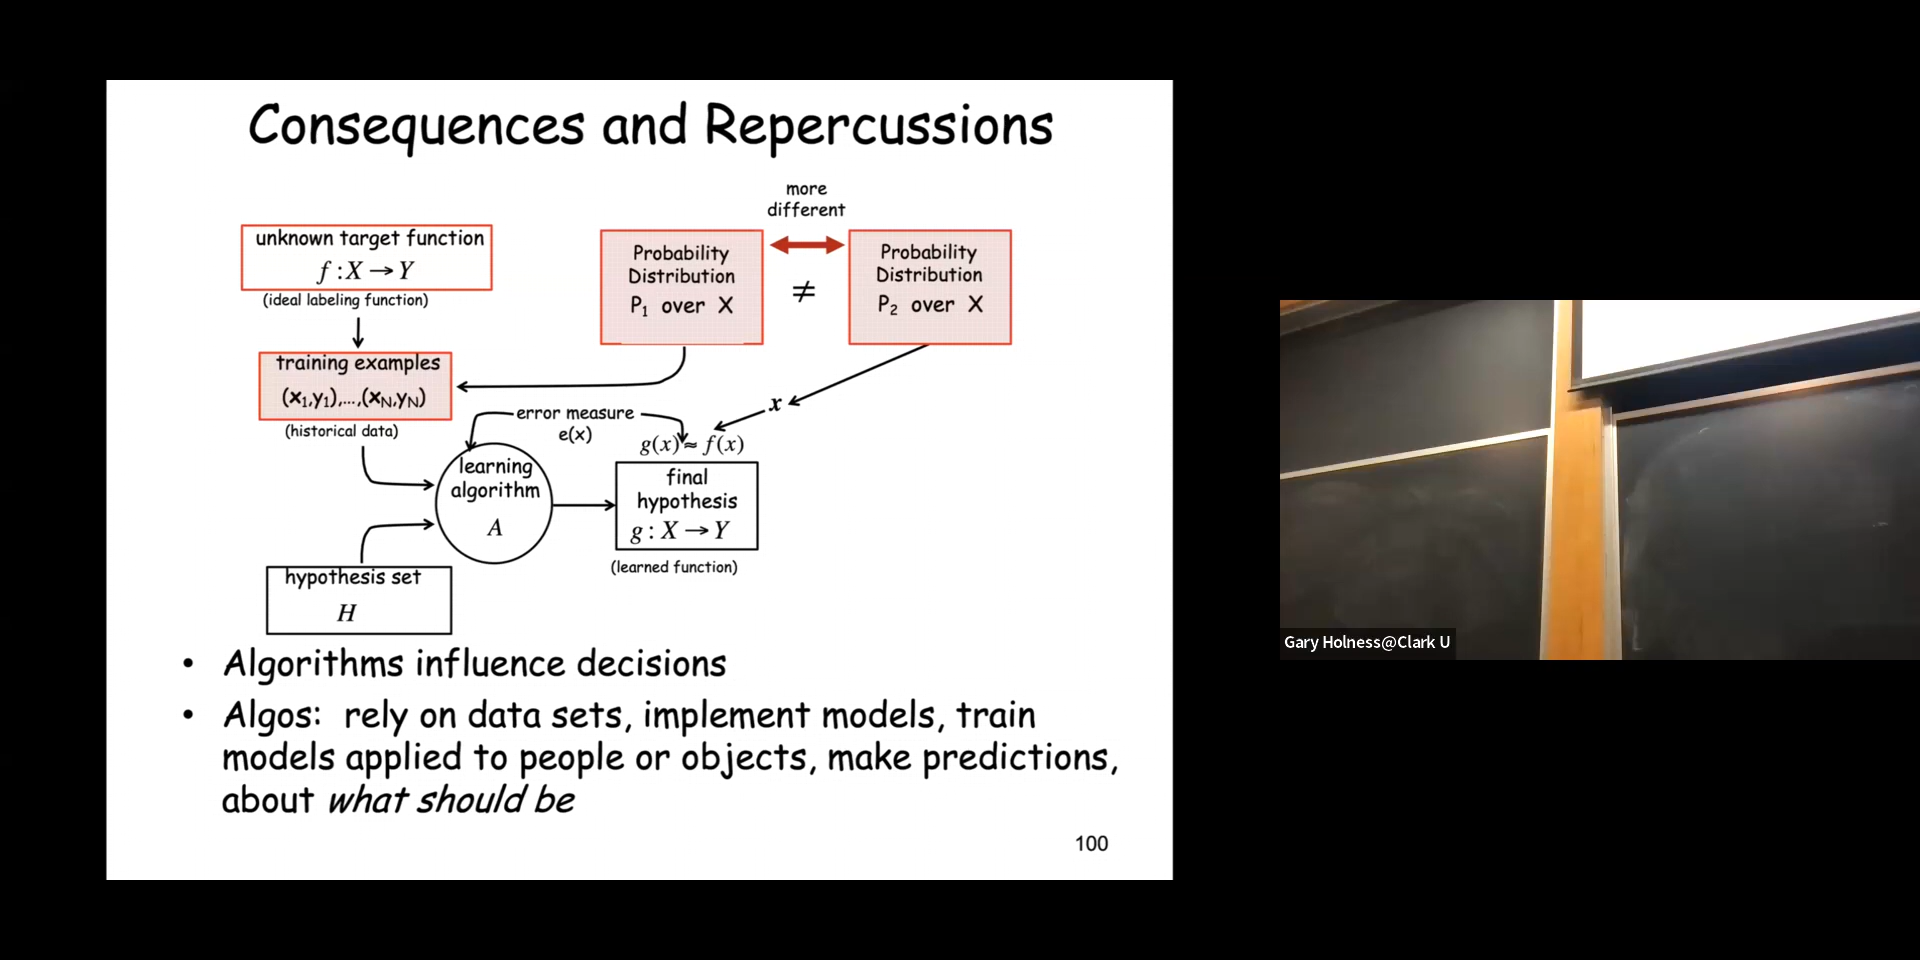 Consequences and Repercussions
more
different
unknown target function
f : X → Y
(ideal labeling function)
Probability
Distribution
P₁ over X
≠
Probability
Distribution
P₂ over X
training examples
(x₁,y₁),...,(x_N,y_N)
(historical data)
error measure
e(x)
x
g(x) ≈ f(x)
learning
algorithm
A
final
hypothesis
g : X → Y
(learned function)
hypothesis set
H
• Algorithms influence decisions
• Algos: rely on data sets, implement models, train
models applied to people or objects, make predictions,
about what should be
100
Gary Holness@Clark U